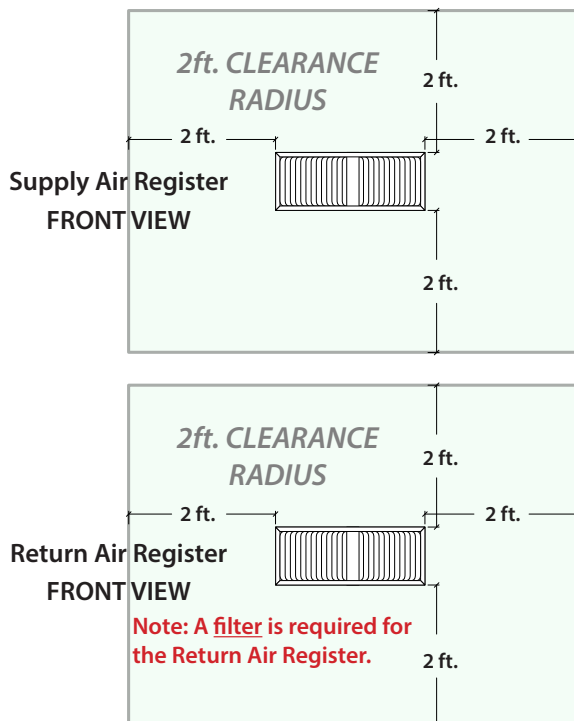 2ft. CLEARANCE
RADIUS
2 ft.
2 ft.
2 ft.
Supply Air Register
FRONT VIEW
2 ft.
2ft. CLEARANCE
RADIUS
2 ft.
2 ft.
2 ft.
Return Air Register
FRONT VIEW
Note: A filter is required for
the Return Air Register.
2 ft.